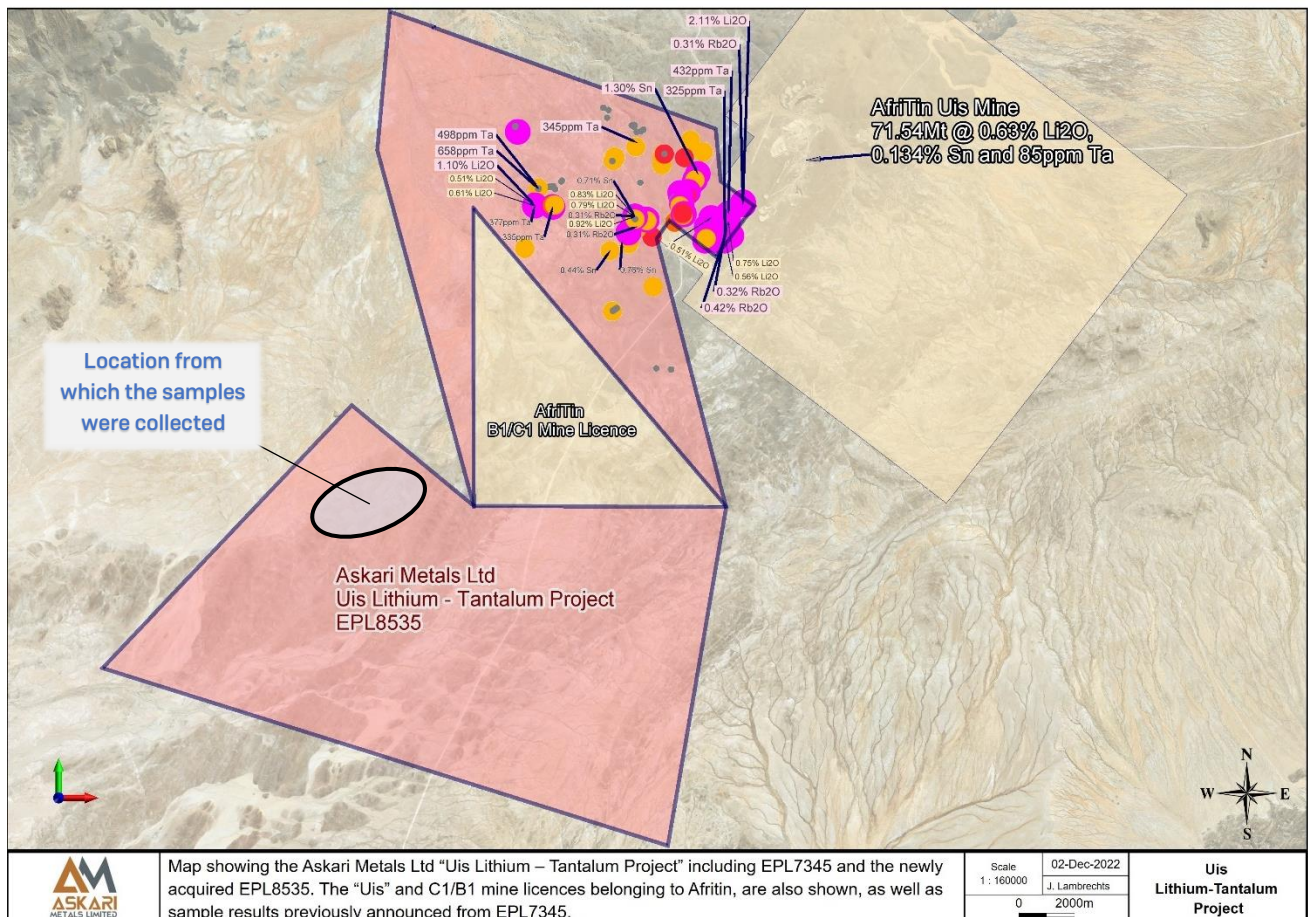 2.11% Li2O
0.31% Rb2O
432ppm Ta
325ppm Ta
1.30% Sn
345ppm Ta
498ppm Ta
658ppm Ta
1.10% Li2O
0.51% Li2O
0.61% Li2O
377ppm Ta
335ppm Ta
0.71% Sn
0.83% Li2O
0.79% Li2O
0.31% Rb2O
0.92% Li2O
0.31% Rb2O
0.44% Sn
0.51% Li2O
0.75% Li2O
0.56% Li2O
0.32% Rb2O
0.42% Rb2O
AfriTin Uis Mine
71.54Mt @ 0.63% Li2O,
0.134% Sn and 85ppm Ta
Location from
which the samples
were collected
AfriTin
B1/C1 Mine Licence
Askari Metals Ltd
Uis Lithium - Tantalum Project
EPL8535
N
W E
S
AM
ASKARI
METALS LIMITED
Map showing the Askari Metals Ltd “Uis Lithium – Tantalum Project” including EPL7345 and the newly
acquired EPL8535. The “Uis” and C1/B1 mine licences belonging to Afritin, are also shown, as well as
sample results previously announced from EPL7345.
Scale
1 : 160000
02-Dec-2022
J. Lambrechts
0 2000m
Uis
Lithium-Tantalum
Project